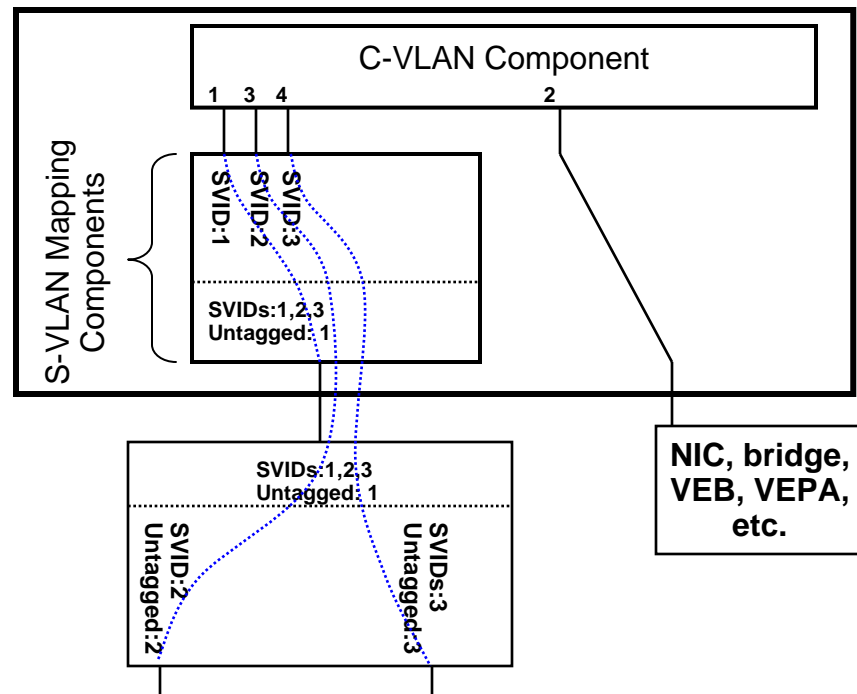 C-VLAN Component
1 3 4 2
S-VLAN Mapping
Components
SVID:1
SVID:2
SVID:3
SVIDs:1,2,3
Untagged: 1
NIC, bridge,
VEB, VEPA,
etc.
SVIDs:1,2,3
Untagged: 1
SVID:2
Untagged:2
SVIDs:3
Untagged:3